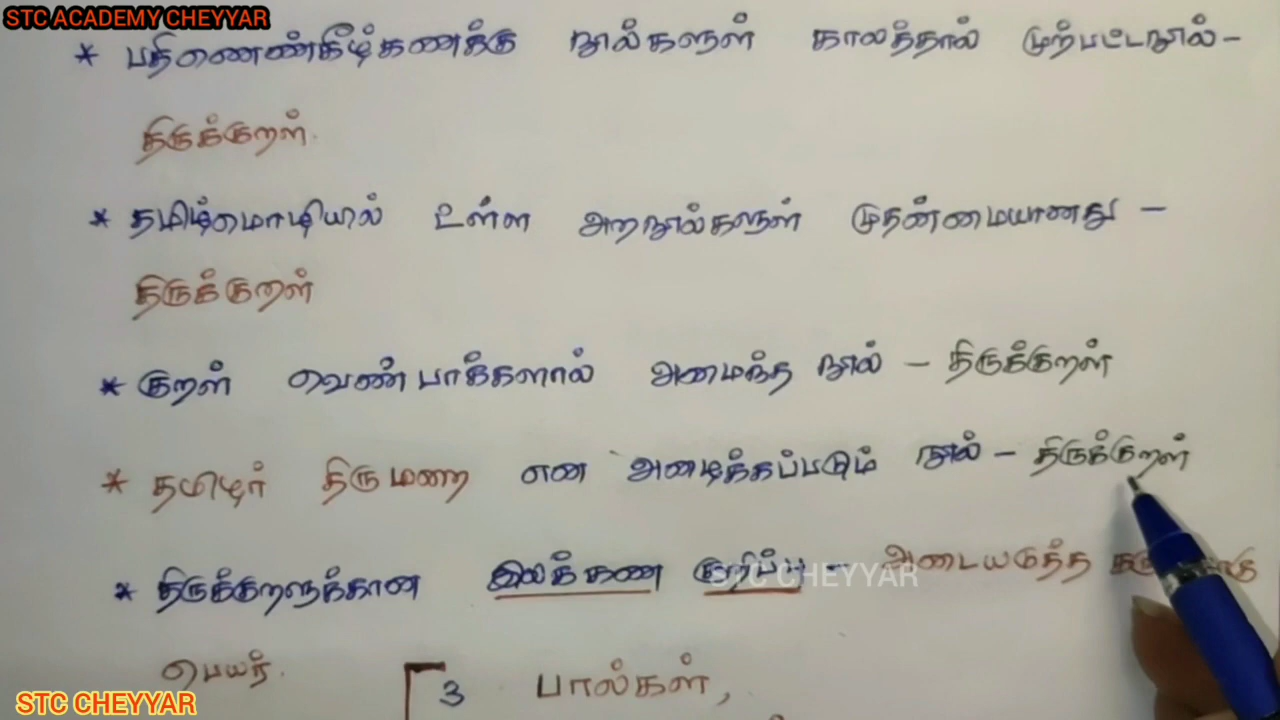 STC ACADEMY CHEYYAR
* பதினெண்கீழ்கணக்கு நூல்களுள் காலத்தால் முற்பட்டநூல் –
திருக்குறள்.
* தமிழ்மொழியில் உள்ள அறநூல்களுள் முதன்மையானது –
திருக்குறள்
* குறள் வெண்பாக்களால் அமைந்த நூல் – திருக்குறள்
* தமிழர் திருமறை என அழைக்கப்படும் நூல் – திருக்குறள்
* திருக்குறளுக்கான இலக்கண குறிப்பு – அடையடுத்த
STC CHEYYAR
பெயர்.
3 பால்கள்,
STC CHEYYAR